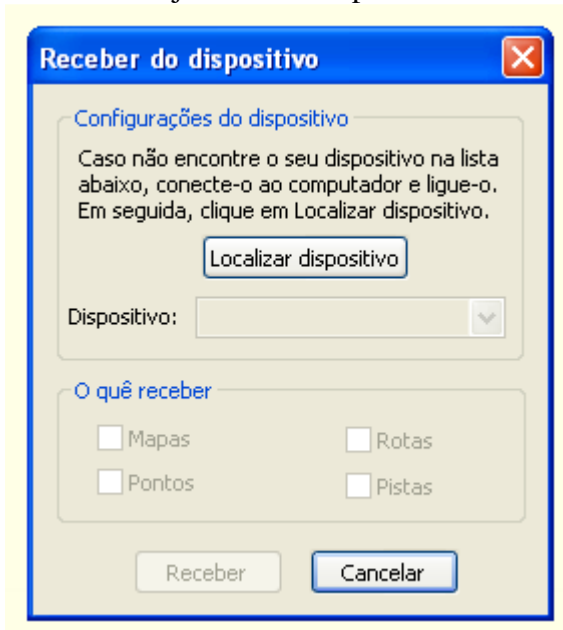 Receber do dispositivo
Configurações do dispositivo
Caso não encontre o seu dispositivo na lista
abaixo, conecte-o ao computador e ligue-o.
Em seguida, clique em Localizar dispositivo.
Localizar dispositivo
Dispositivo:
O quê receber
Mapas Rotas
Pontos Pistas
Receber Cancelar